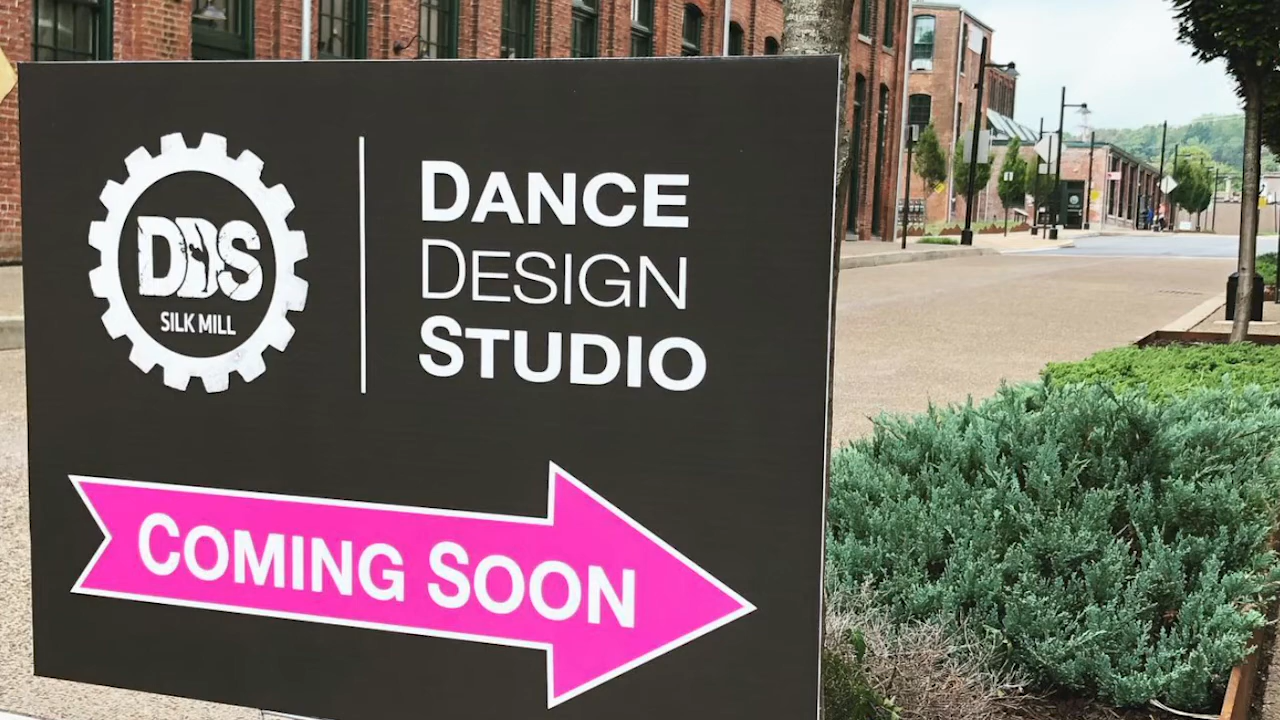 DDS
SILK MILL
DANCE
DESIGN
STUDIO
COMING SOON